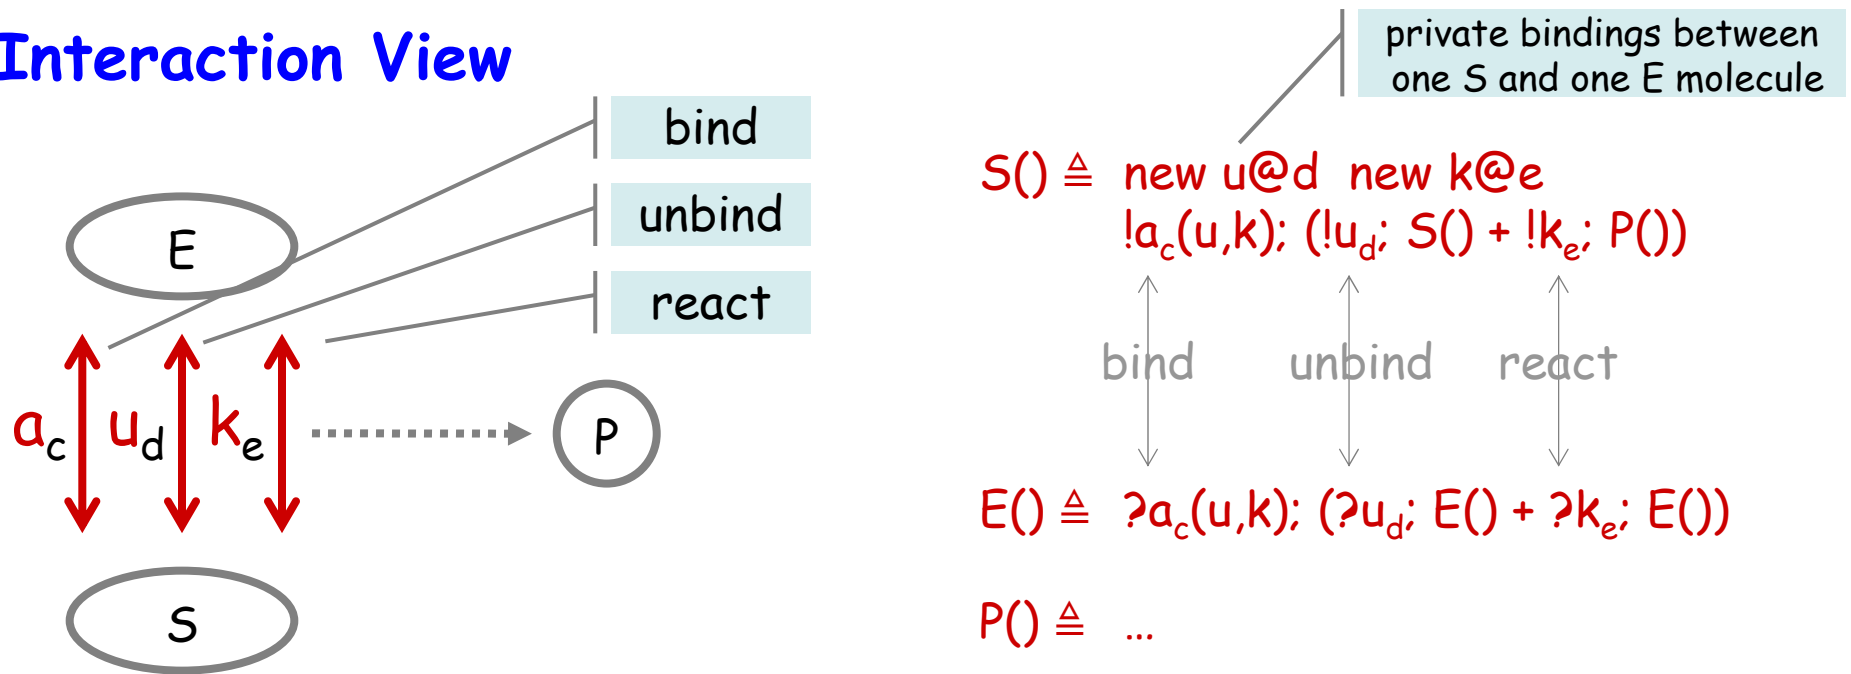 Interaction View
bind
unbind
react
E
a_c u_d k_e
P
S
private bindings between
one S and one E molecule
S() ≜ new u@d new k@e
!a_c(u,k); (!u_d; S() + !k_e; P())
bind unbind react
E() ≜ ?a_c(u,k); (?u_d; E() + ?k_e; E())
P() ≜ …